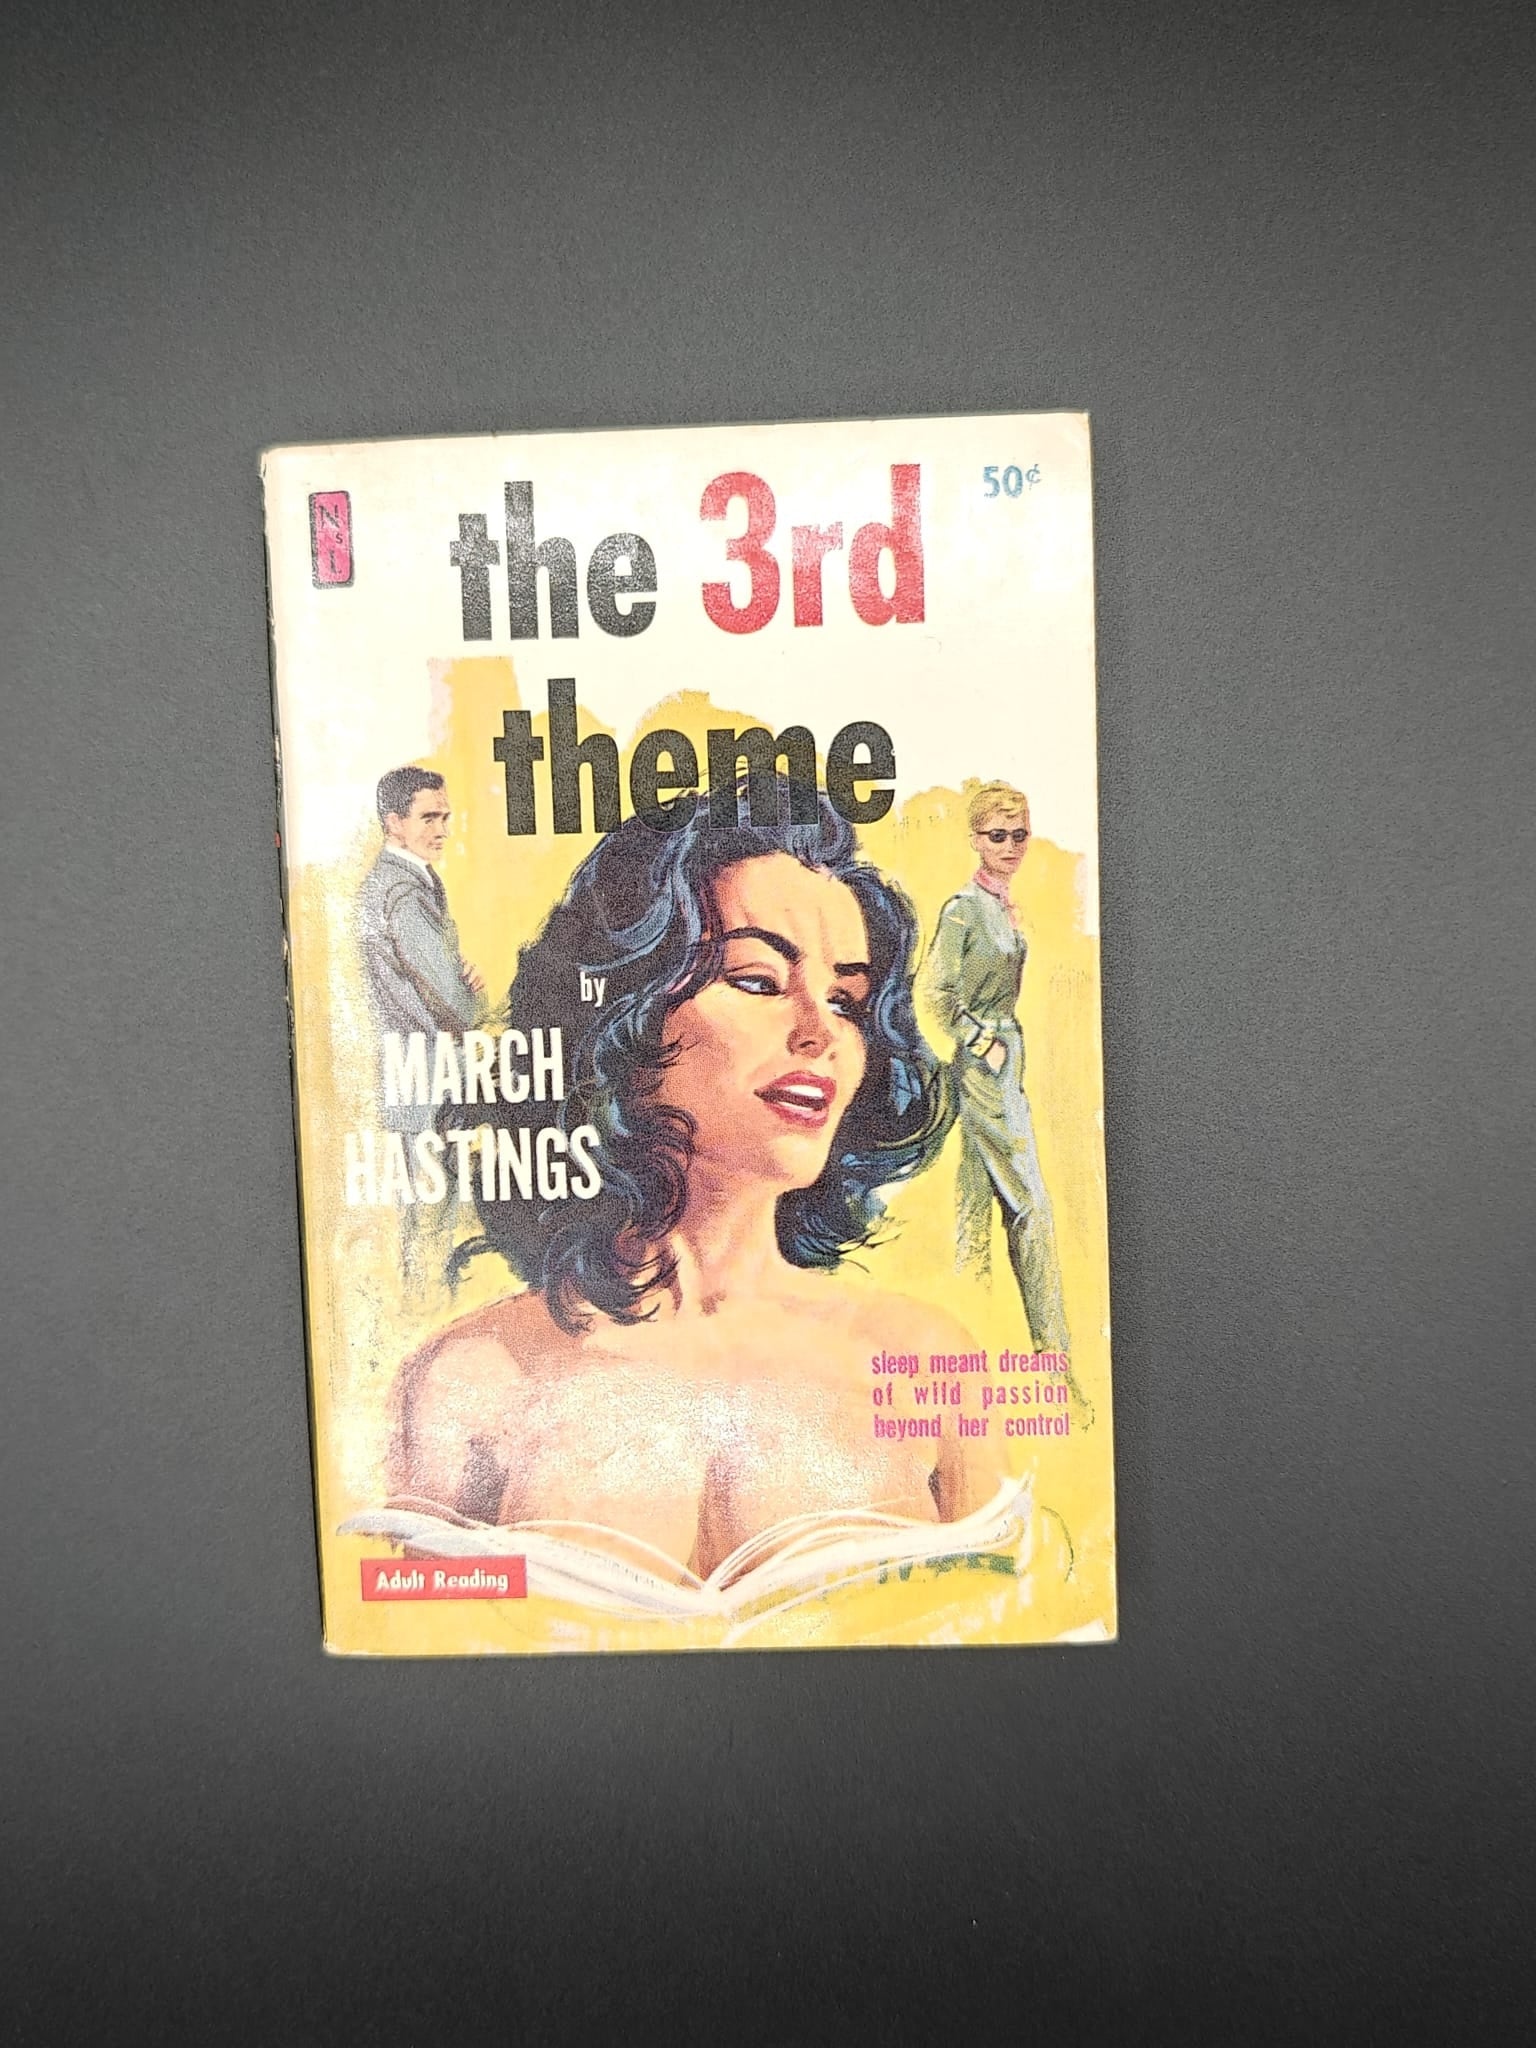 N
S
L
the 3rd
50¢
theme
by
MARCH
HASTINGS
sleep meant dreams
of wild passion
beyond her control
Adult Reading